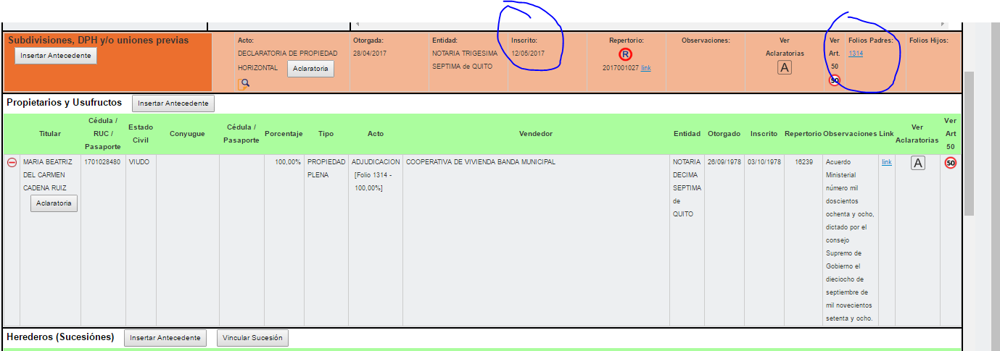 Subdivisiones, DPH y/o uniones previas
Insertar Antecedente
Acto:
DECLARATORIA DE PROPIEDAD
HORIZONTAL
Aclaratoria
Otorgada:
28/04/2017
Entidad:
NOTARIA TRIGESIMA
SEPTIMA de QUITO
Inscrito:
12/05/2017
Repertorio:
R
2017001027 link
Observaciones:
Ver
Aclaratorias
A
Ver
Art.
50
50
Folios Padres:
1314
Folios Hijos:
Propietarios y Usufructos
Insertar Antecedente
Titular
Cédula /
RUC /
Pasaporte
Estado
Civil
Conyugue
Cédula /
Pasaporte
Porcentaje
Tipo
Acto
Vendedor
Entidad
Otorgado
Inscrito
Repertorio
Observaciones
Link
Ver
Aclaratorias
Ver
Art
50
MARIA BEATRIZ
DEL CARMEN
CADENA RUIZ
Aclaratoria
1701028480
VIUDO
100,00%
PROPIEDAD
PLENA
ADJUDICACION
[Folio 1314 -
100,00%]
COOPERATIVA DE VIVIENDA BANDA MUNICIPAL
NOTARIA
DECIMA
SEPTIMA
de
QUITO
26/09/1978
03/10/1978
16239
Acuerdo
Ministerial
número mil
doscientos
ochenta y ocho,
dictado por el
consejo
Supremo de
Gobierno el
dieciocho de
septiembre de
mil novecientos
setenta y ocho.
link
A
50
Herederos (Sucesiónes)
Insertar Antecedente
Vincular Sucesión